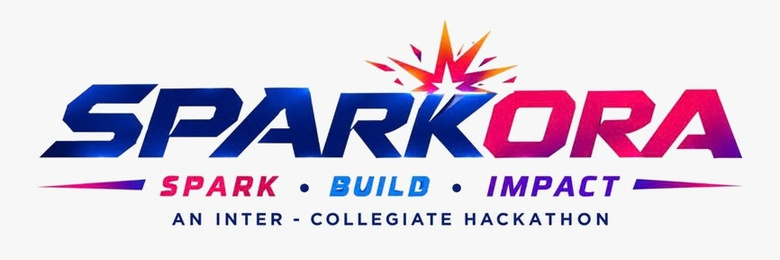 SPARKORA
SPARK • BUILD • IMPACT
AN INTER - COLLEGIATE HACKATHON